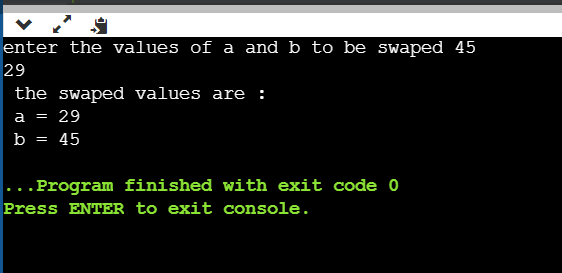 enter the values of a and b to be swaped 45
29
the swaped values are :
a = 29
b = 45
...Program finished with exit code 0
Press ENTER to exit console.